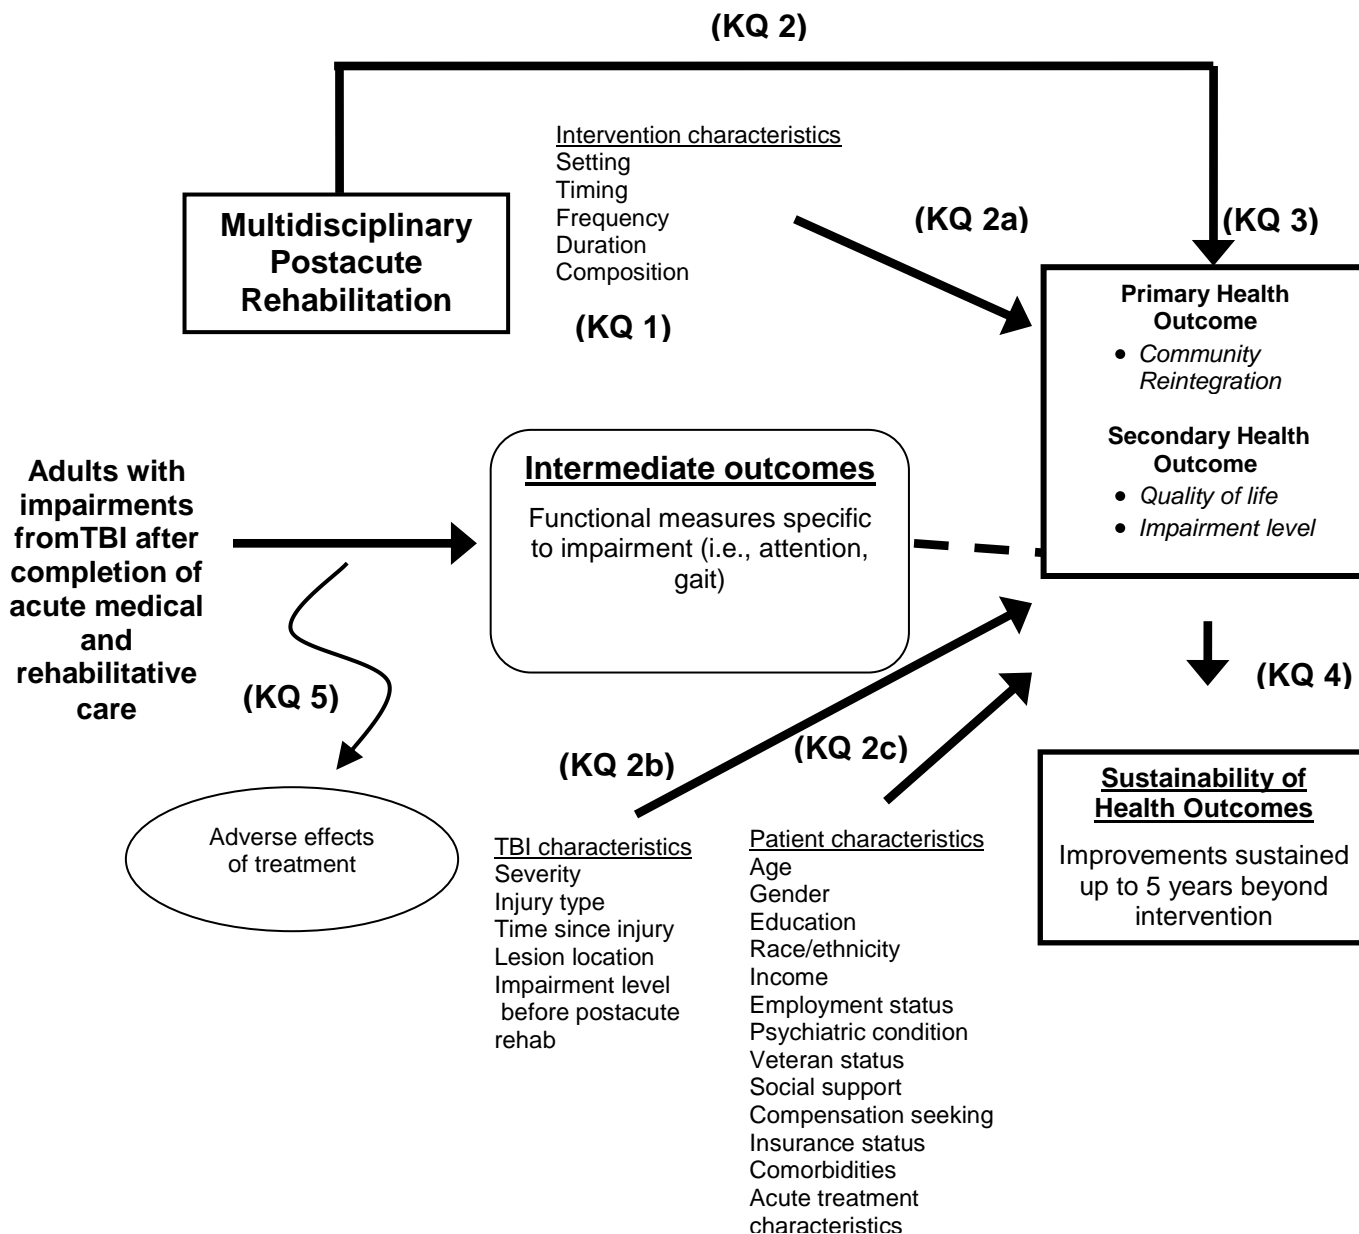 (KQ 2)
Intervention characteristics
Setting
Timing
Frequency
Duration
Composition
(KQ 1)
Multidisciplinary
Postacute
Rehabilitation
(KQ 2a)
(KQ 3)
Primary Health
Outcome
• Community
Reintegration
Secondary Health
Outcome
• Quality of life
• Impairment level
Adults with
impairments
fromTBI after
completion of
acute medical
and
rehabilitative
care
Intermediate outcomes
Functional measures specific
to impairment (i.e., attention,
gait)
(KQ 5)
(KQ 2b)
(KQ 2c)
(KQ 4)
Adverse effects
of treatment
TBI characteristics
Severity
Injury type
Time since injury
Lesion location
Impairment level
before postacute
rehab
Patient characteristics
Age
Gender
Education
Race/ethnicity
Income
Employment status
Psychiatric condition
Veteran status
Social support
Compensation seeking
Insurance status
Comorbidities
Acute treatment
characteristics
Sustainability of
Health Outcomes
Improvements sustained
up to 5 years beyond
intervention